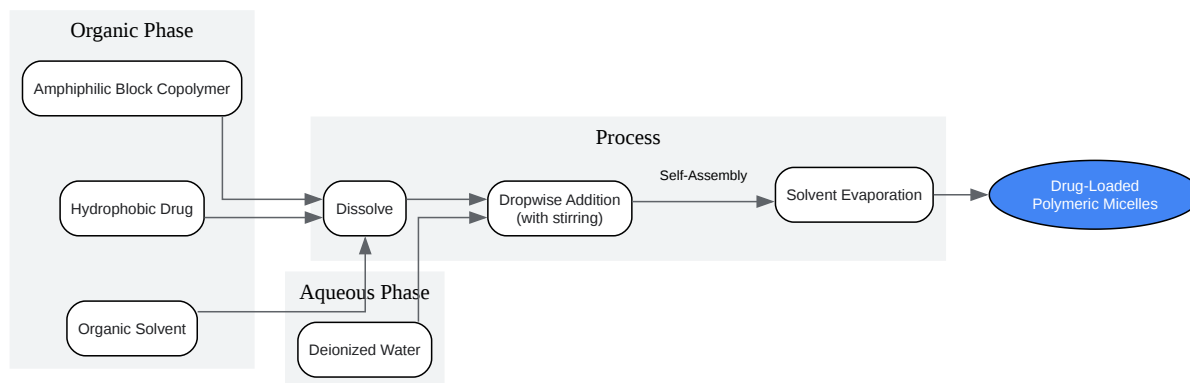 Organic Phase
Amphiphilic Block Copolymer
Hydrophobic Drug
Organic Solvent
Aqueous Phase
Deionized Water
Process
Dissolve
Dropwise Addition
(with stirring)
Self-Assembly
Solvent Evaporation
Drug-Loaded
Polymeric Micelles